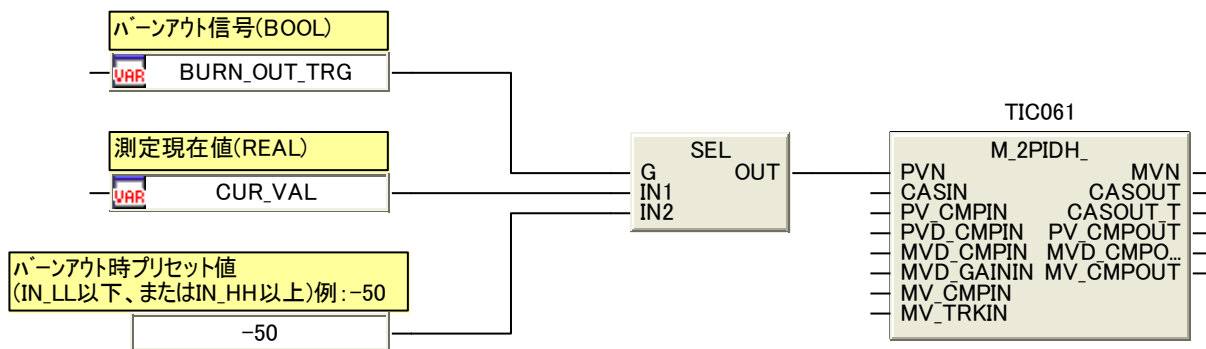 バーンアウト信号(BOOL)
VAR BURN_OUT_TRG
測定現在値(REAL)
VAR CUR_VAL
バーンアウト時プリセット値
(IN_LL以下、またはIN_HH以上)例:-50
-50
SEL
G OUT
IN1
IN2
TIC061
M_2PIDH_
PVN MVN
CASIN CASOUT
PV_CMPIN CASOUT_T
PVD_CMPIN PV_CMPOUT
MVD_CMPIN MVD_CMPO...
MVD_GAININ MV_CMPOUT
MV_CMPIN
MV_TRKIN